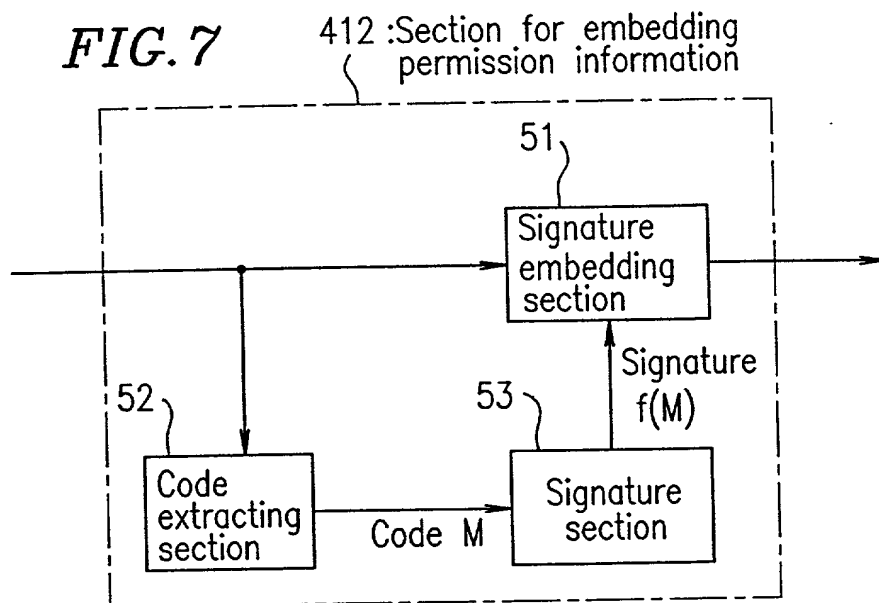 FIG. 7
412 :Section for embedding
permission information
51
Signature
embedding
section
Signature
f(M)
52
53
Code
extracting
section
Code M
Signature
section